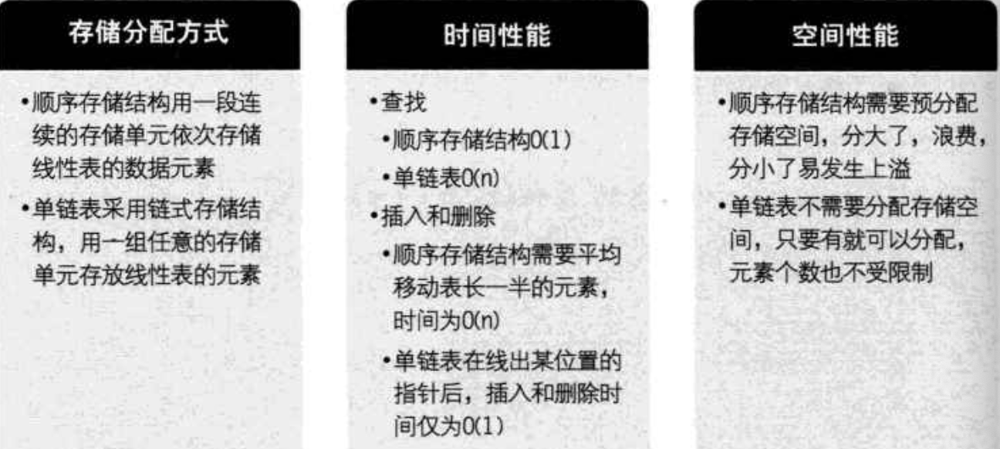 存储分配方式
•顺序存储结构用一段连
续的存储单元依次存储
线性表的数据元素
•单链表采用链式存储结
构，用一组任意的存储
单元存放线性表的元素
时间性能
•查找
•顺序存储结构O(1)
•单链表O(n)
•插入和删除
•顺序存储结构需要平均
移动表长一半的元素，
时间为O(n)
•单链表在线出某位置的
指针后，插入和删除时
间仅为O(1)
空间性能
•顺序存储结构需要预分配
存储空间，分大了，浪费，
分小了易发生上溢
•单链表不需要分配存储空
间，只要有就可以分配，
元素个数也不受限制